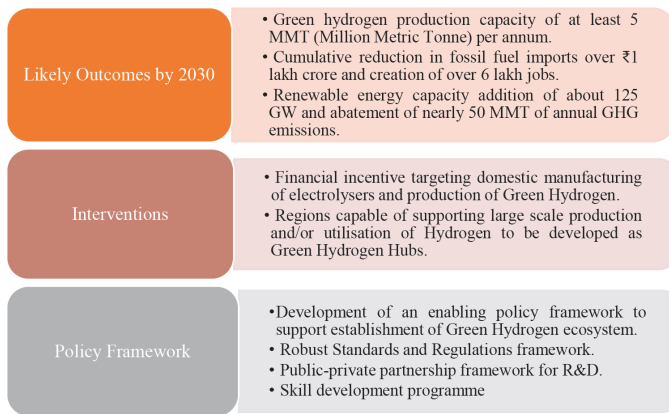 Likely Outcomes by 2030
• Green hydrogen production capacity of at least 5
MMT (Million Metric Tonne) per annum.
• Cumulative reduction in fossil fuel imports over ₹1
lakh crore and creation of over 6 lakh jobs.
• Renewable energy capacity addition of about 125
GW and abatement of nearly 50 MMT of annual GHG
emissions.
Interventions
• Financial incentive targeting domestic manufacturing
of electrolysers and production of Green Hydrogen.
• Regions capable of supporting large scale production
and/or utilisation of Hydrogen to be developed as
Green Hydrogen Hubs.
Policy Framework
•Development of an enabling policy framework to
support establishment of Green Hydrogen ecosystem.
• Robust Standards and Regulations framework.
• Public-private partnership framework for R&D.
• Skill development programme